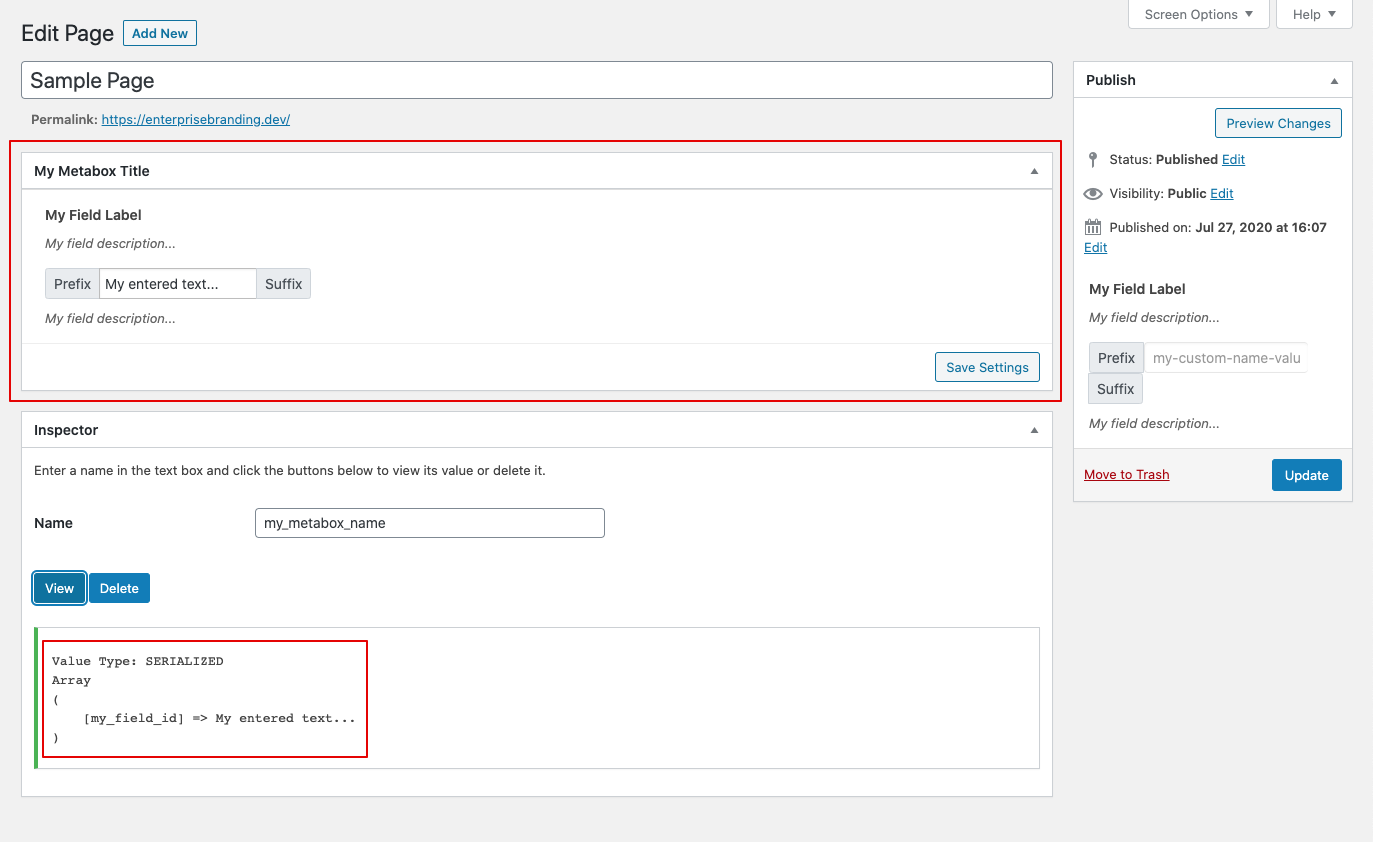 Screen Options
Help
Edit Page
Add New
Sample Page
Permalink: https://enterprisebranding.dev/
My Metabox Title
My Field Label
My field description...
Prefix My entered text... Suffix
My field description...
Save Settings
Inspector
Enter a name in the text box and click the buttons below to view its value or delete it.
Name my_metabox_name
View Delete
Value Type: SERIALIZED
Array
(
[my_field_id] => My entered text...
)
Publish
Preview Changes
Status: Published Edit
Visibility: Public Edit
Published on: Jul 27, 2020 at 16:07
Edit
My Field Label
My field description...
Prefix my-custom-name-valu
Suffix
My field description...
Move to Trash Update